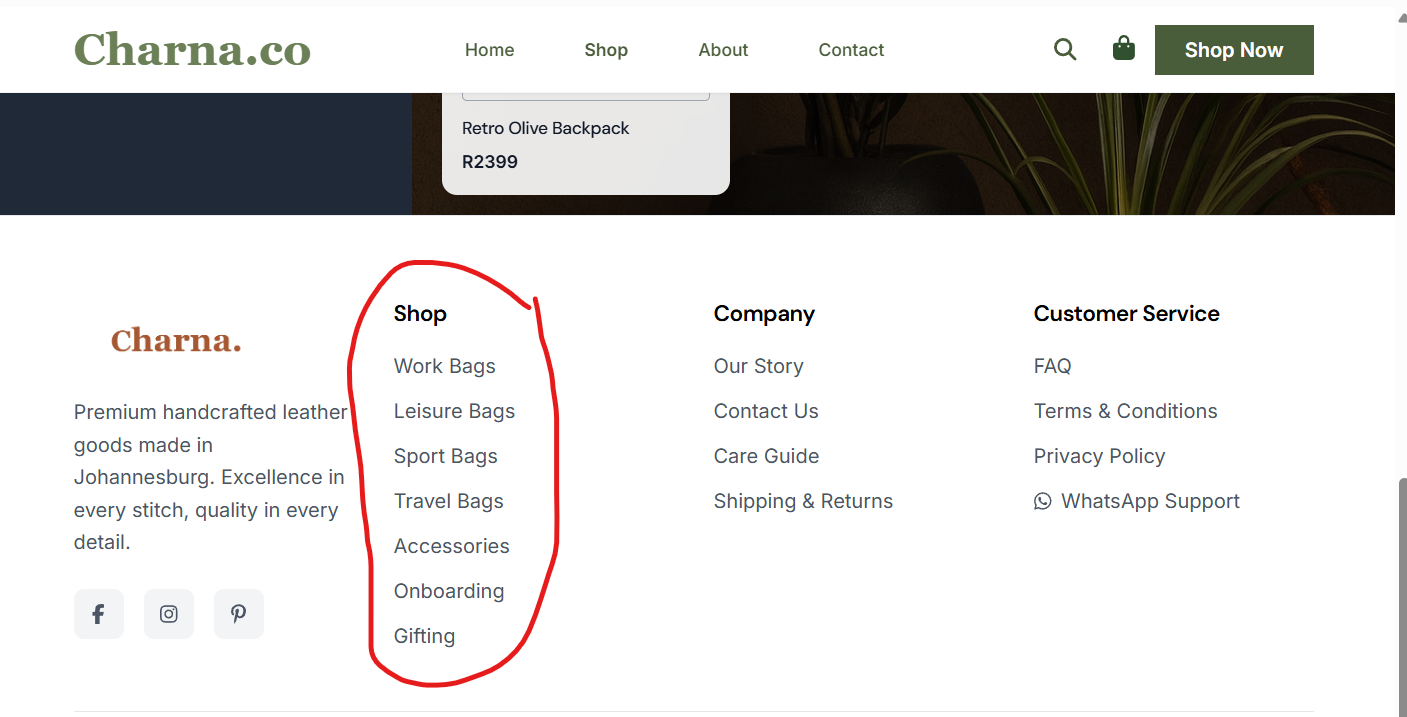 Charna.co
Home
Shop
About
Contact
Shop Now
Retro Olive Backpack
R2399
Charna.
Premium handcrafted leather
goods made in
Johannesburg. Excellence in
every stitch, quality in every
detail.
Shop
Work Bags
Leisure Bags
Sport Bags
Travel Bags
Accessories
Onboarding
Gifting
Company
Our Story
Contact Us
Care Guide
Shipping & Returns
Customer Service
FAQ
Terms & Conditions
Privacy Policy
WhatsApp Support